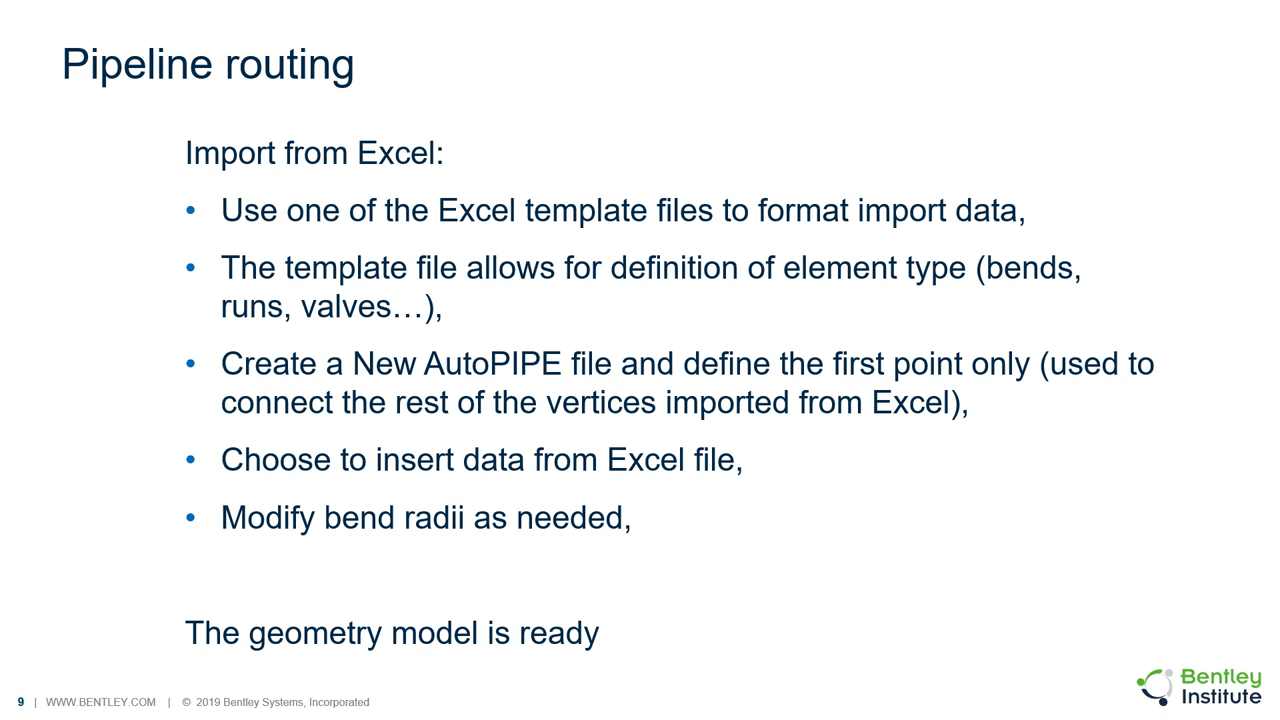 Pipeline routing
Import from Excel:
• Use one of the Excel template files to format import data,
• The template file allows for definition of element type (bends,
runs, valves…),
• Create a New AutoPIPE file and define the first point only (used to
connect the rest of the vertices imported from Excel),
• Choose to insert data from Excel file,
• Modify bend radii as needed,
The geometry model is ready
9 | WWW.BENTLEY.COM | © 2019 Bentley Systems, Incorporated
Bentley
Institute